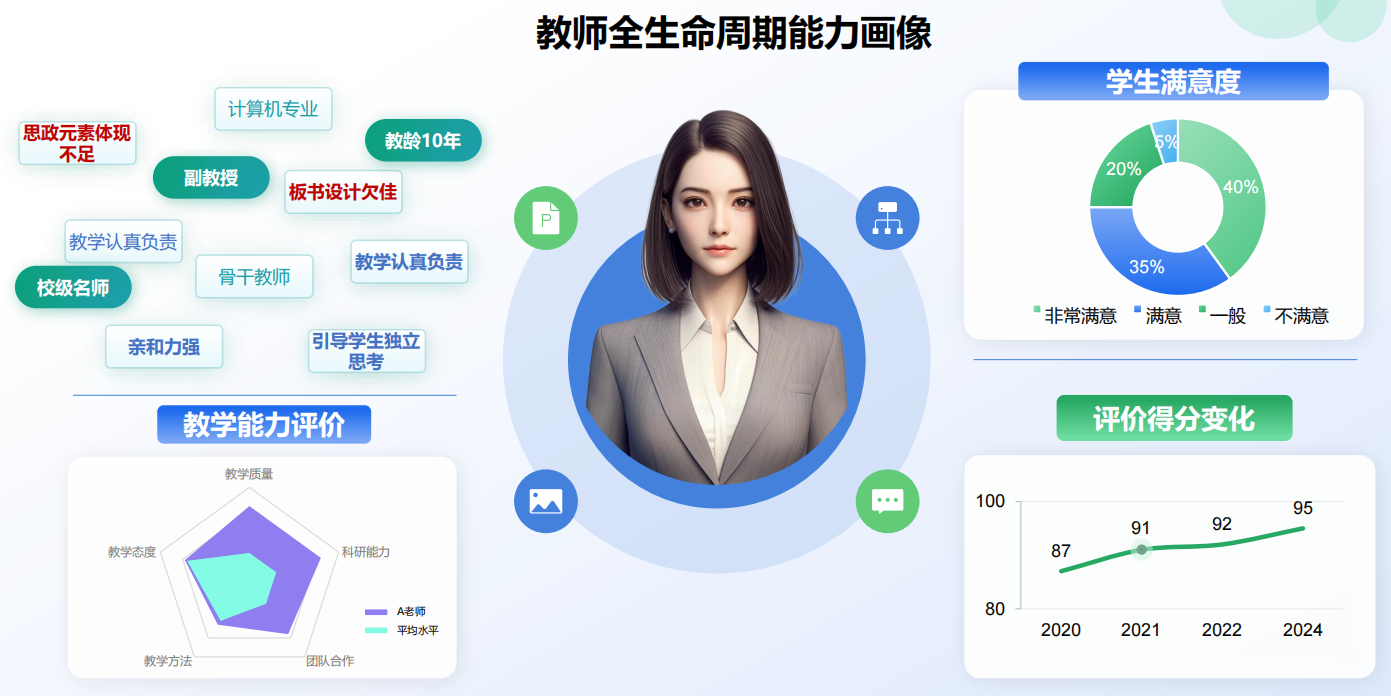 教师全生命周期能力画像
计算机专业
思政元素体现
不足
教龄10年
副教授
板书设计欠佳
教学认真负责
教学认真负责
骨干教师
校级名师
亲和力强
引导学生独立
思考
教学能力评价
教学质量
教学态度
科研能力
A老师
平均水平
教学方法
团队合作
P
学生满意度
5%
20%
40%
35%
非常满意 满意 一般 不满意
评价得分变化
100
95
92
91
87
80
2020 2021 2022 2024